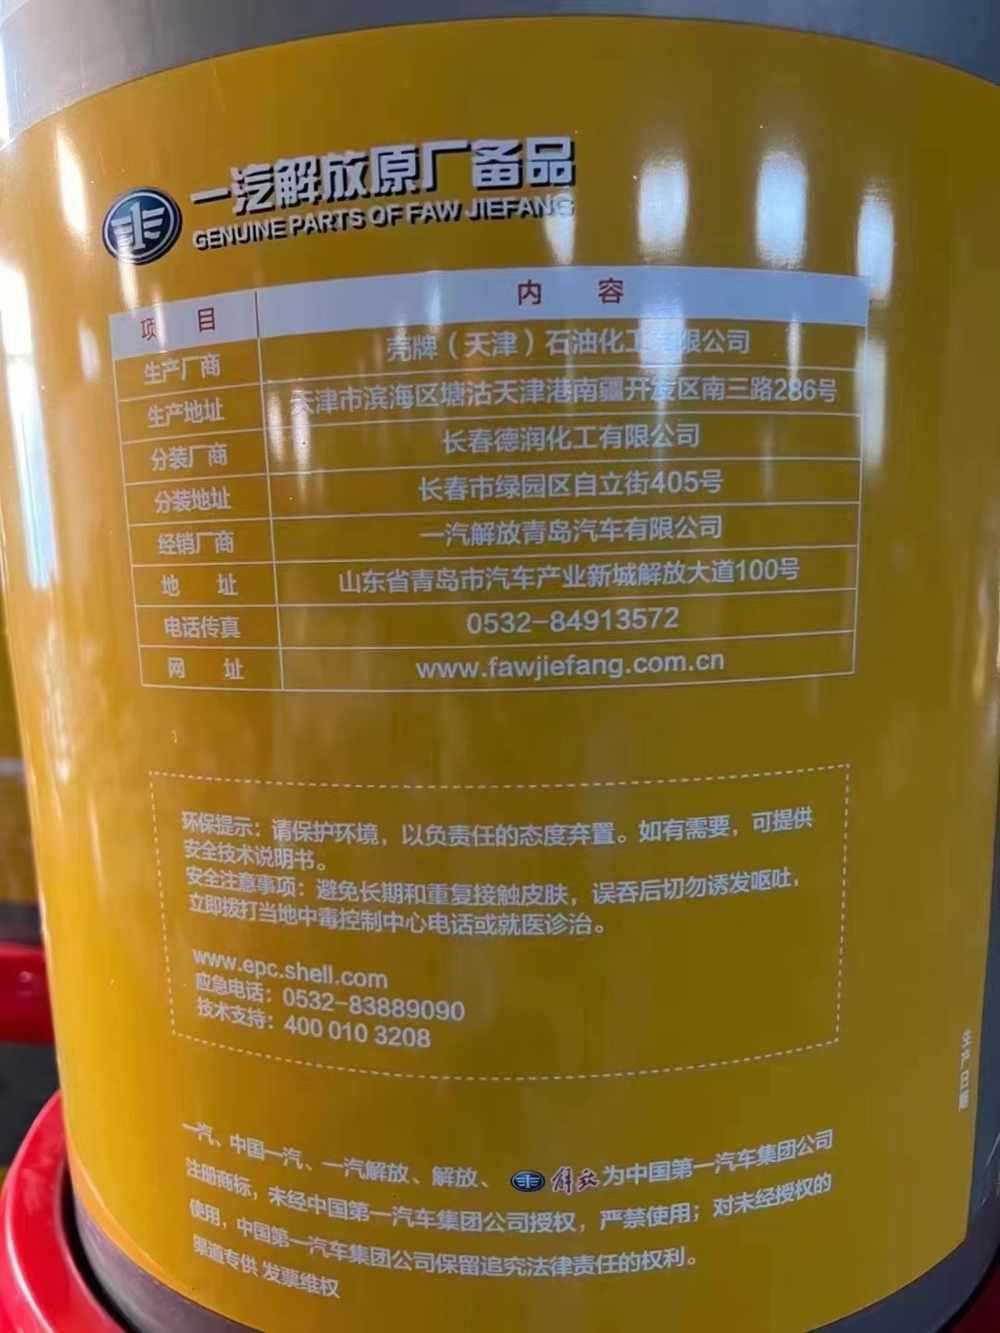 一汽解放原厂备品
GENUINE PARTS OF FAW JIEFANG
项 目 内 容
生产厂商 壳牌（天津）石油化工有限公司
生产地址 天津市滨海区塘沽天津港南疆开发区南三路286号
分装厂商 长春德润化工有限公司
分装地址 长春市绿园区自立街405号
经销厂商 一汽解放青岛汽车有限公司
地 址 山东省青岛市汽车产业新城解放大道100号
电话传真 0532-84913572
网 址 www.fawjiefang.com.cn
环保提示：请保护环境，以负责任的态度弃置。如有需要，可提供
安全技术说明书。
安全注意事项：避免长期和重复接触皮肤，误吞后切勿诱发呕吐，
立即拨打当地中毒控制中心电话或就医诊治。
www.epc.shell.com
应急电话：0532-83889090
技术支持：400 010 3208
一汽、中国一汽、一汽解放、解放、 解放 为中国第一汽车集团公司
注册商标，未经中国第一汽车集团公司授权，严禁使用；对未经授权的
使用，中国第一汽车集团公司保留追究法律责任的权利。
渠道专供 发票维权